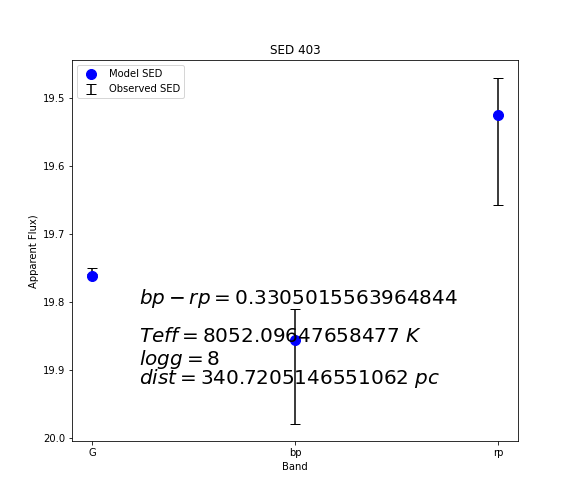 SED 403
Model SED
Observed SED
19.5
19.6
19.7
19.8
19.9
20.0
Apparent Flux)
bp − rp = 0.3305015563964844
Teff = 8052.09647658477 K
logg = 8
dist = 340.7205146551062 pc
G
bp
rp
Band